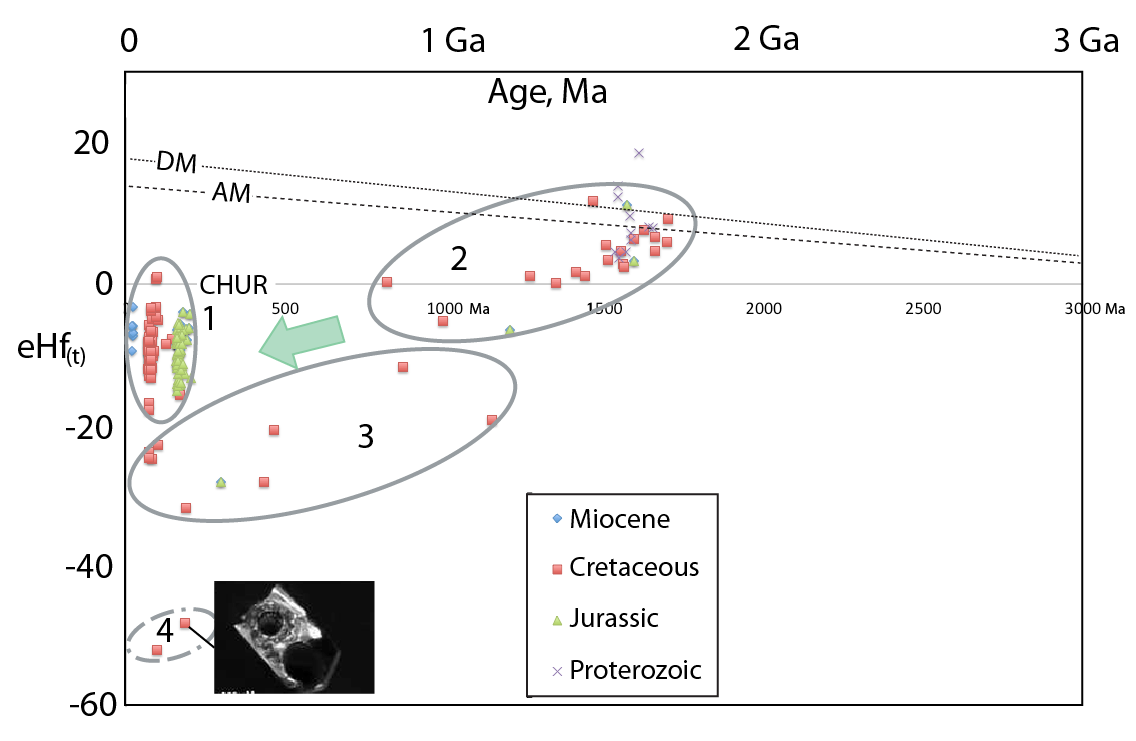 0 1 Ga 2 Ga 3 Ga
Age, Ma
20
DM
AM
2
0
CHUR
500 1000 Ma 1500 2000 2500 3000 Ma
1
eHf(t)
-20
3
Miocene
-40
Cretaceous
Jurassic
4
Proterozoic
-60